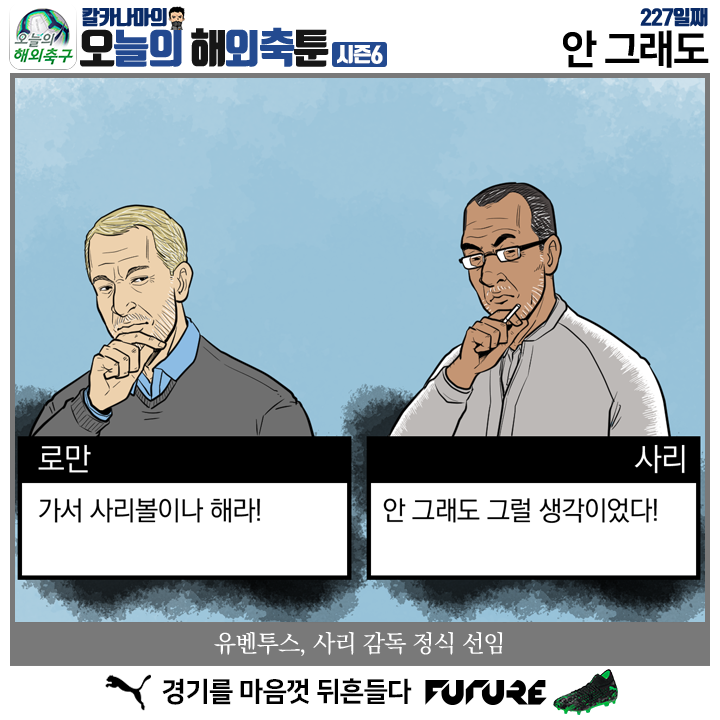 오늘의
해외축구
칼카나마의
오늘의 해외축툰
시즌6
227일째
안 그래도
로만
가서 사리볼이나 해라!
사리
안 그래도 그럴 생각이었다!
유벤투스, 사리 감독 정식 선임
경기를 마음껏 뒤흔들다 FUTURE